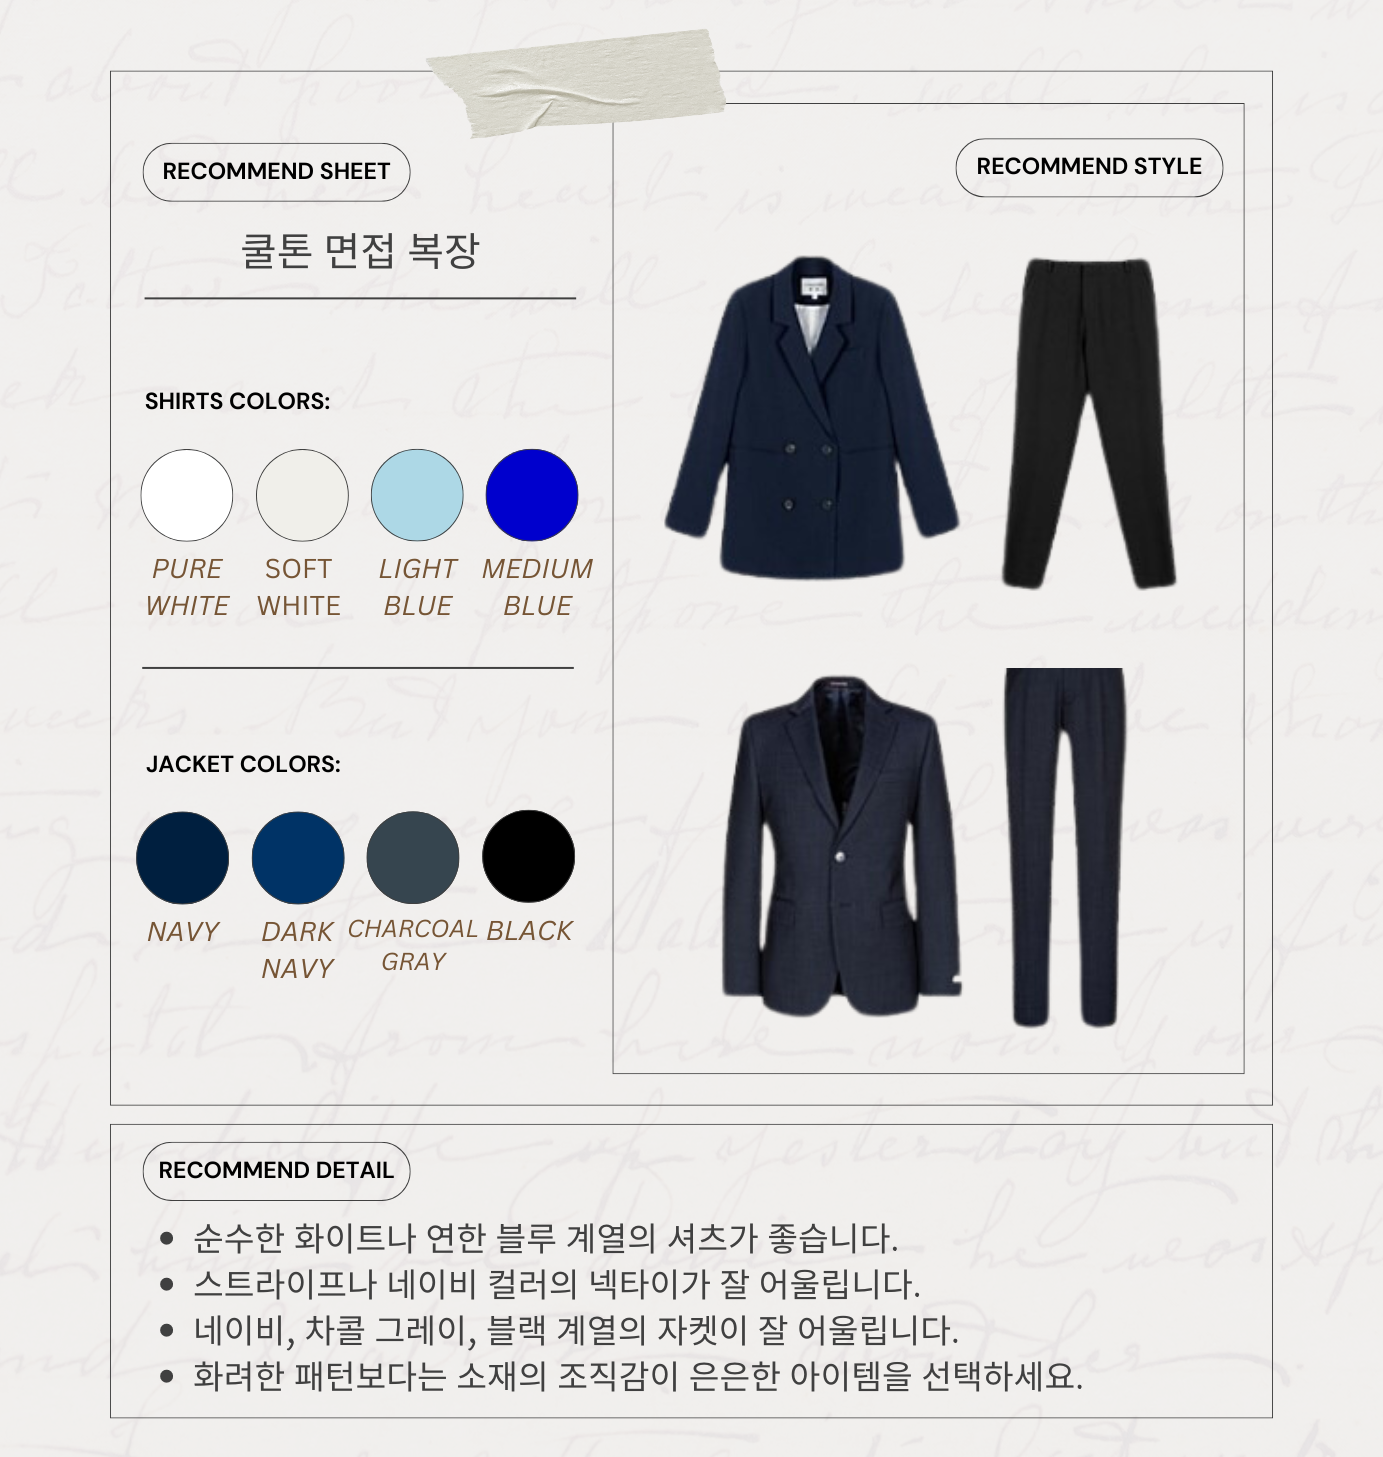 RECOMMEND SHEET
쿨톤 면접 복장
SHIRTS COLORS:
PURE WHITE
SOFT WHITE
LIGHT BLUE
MEDIUM BLUE
JACKET COLORS:
NAVY
DARK NAVY
CHARCOAL GRAY
BLACK
RECOMMEND STYLE
RECOMMEND DETAIL
• 순수한 화이트나 연한 블루 계열의 셔츠가 좋습니다.
• 스트라이프나 네이비 컬러의 넥타이가 잘 어울립니다.
• 네이비, 차콜 그레이, 블랙 계열의 자켓이 잘 어울립니다.
• 화려한 패턴보다는 소재의 조직감이 은은한 아이템을 선택하세요.